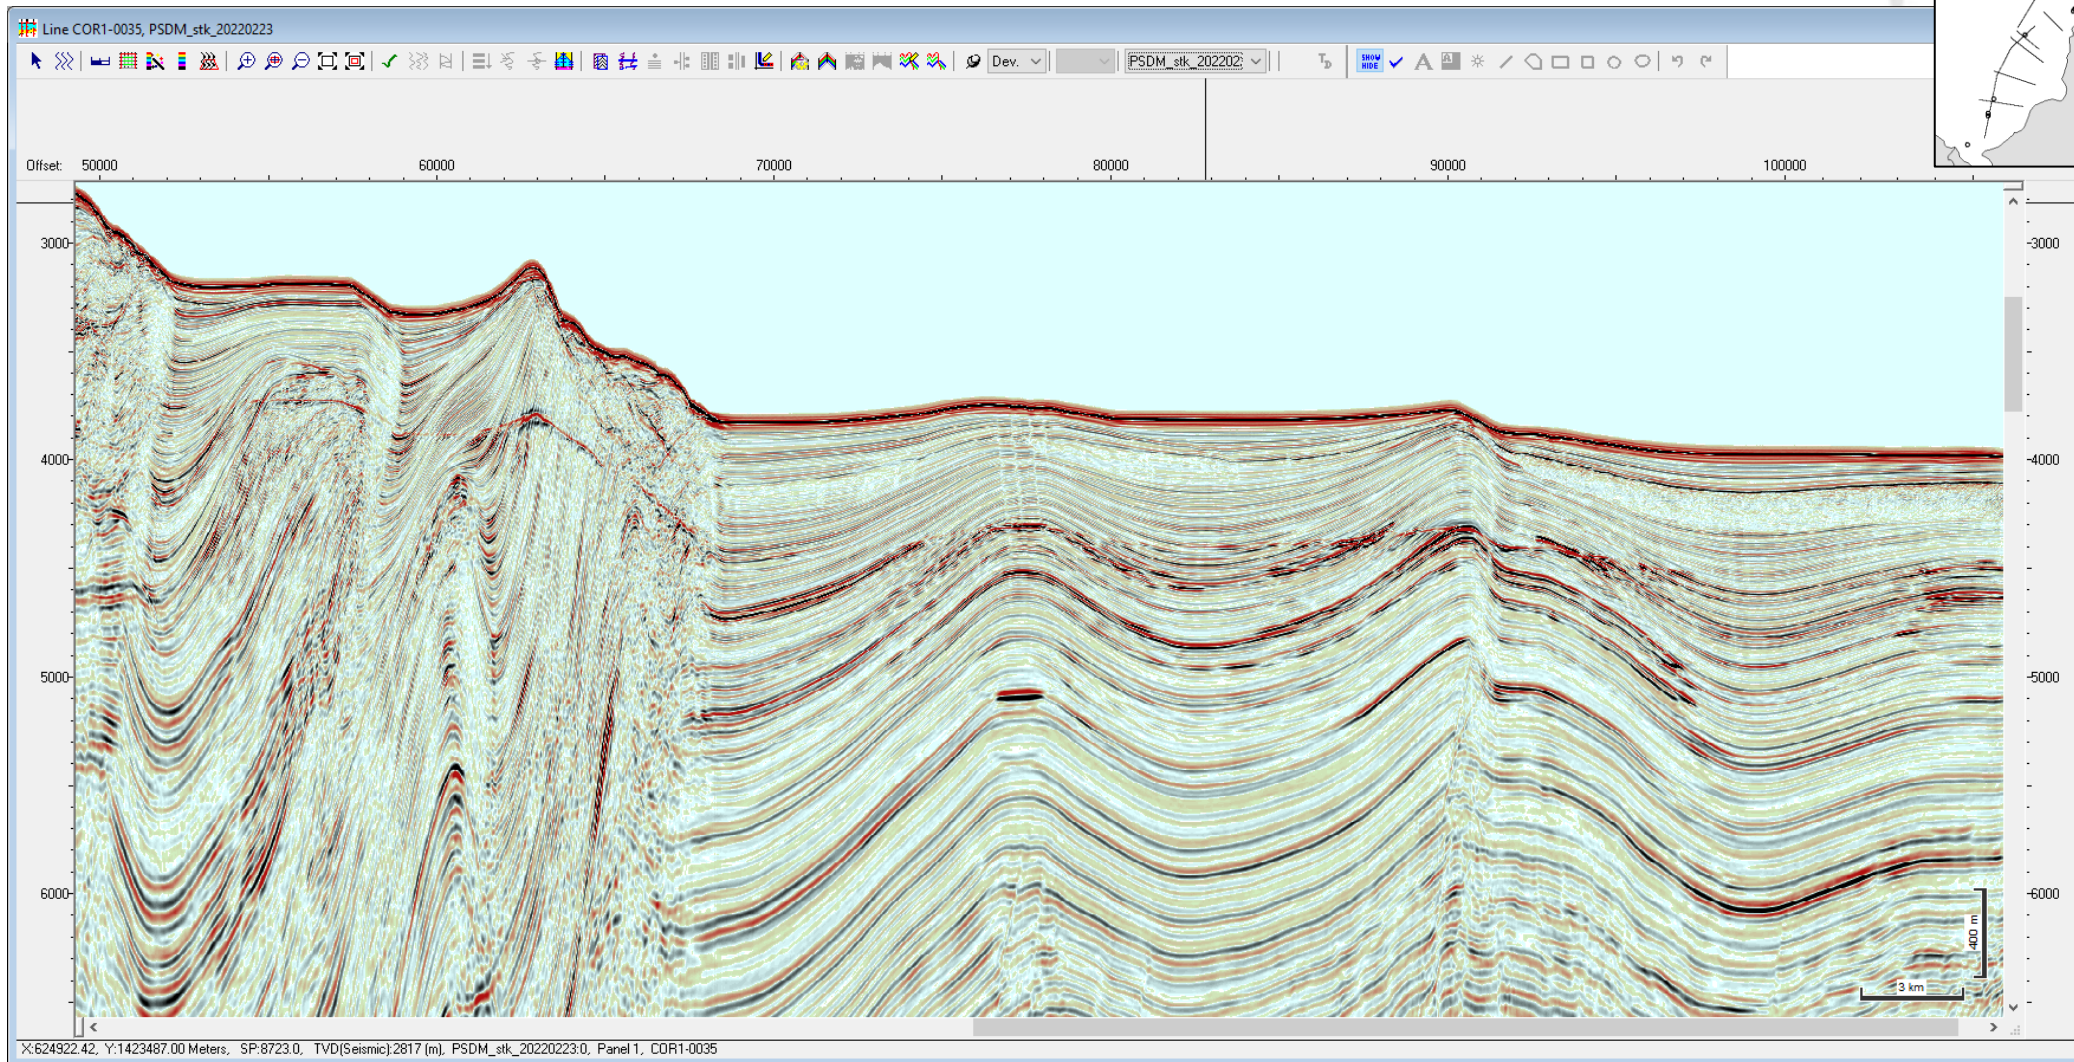 Line COR1-0035, PSDM_stk_20220223
Dev. PSDM_stk_202202 T D SHOW HIDE A A
Offset: 50000 60000 70000 80000 90000 100000
3000 3000
4000 4000
5000 5000
6000 6000
400 m
3 km
X:624922.42, Y:1423487.00 Meters, SP:8723.0, TVD(Seismic):2817 (m), PSDM_stk_20220223:0, Panel 1, COR1-0035